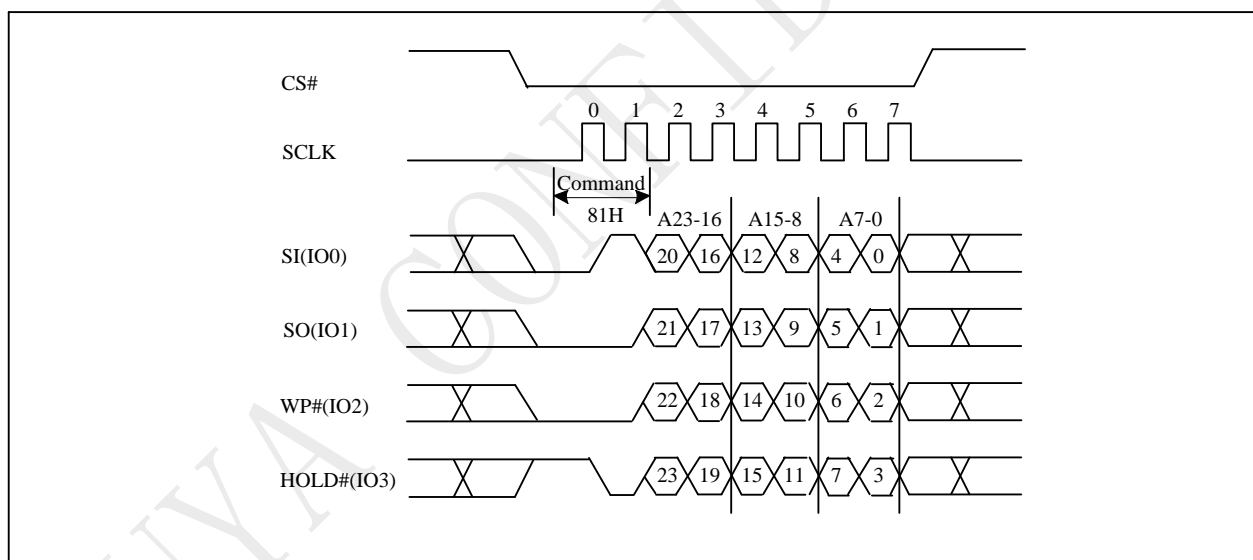 CS#
0 1 2 3 4 5 6 7
SCLK
Command
81H A23-16 A15-8 A7-0
SI(IO0) 20 16 12 8 4 0
SO(IO1) 21 17 13 9 5 1
WP#(IO2) 22 18 14 10 6 2
HOLD#(IO3) 23 19 15 11 7 3